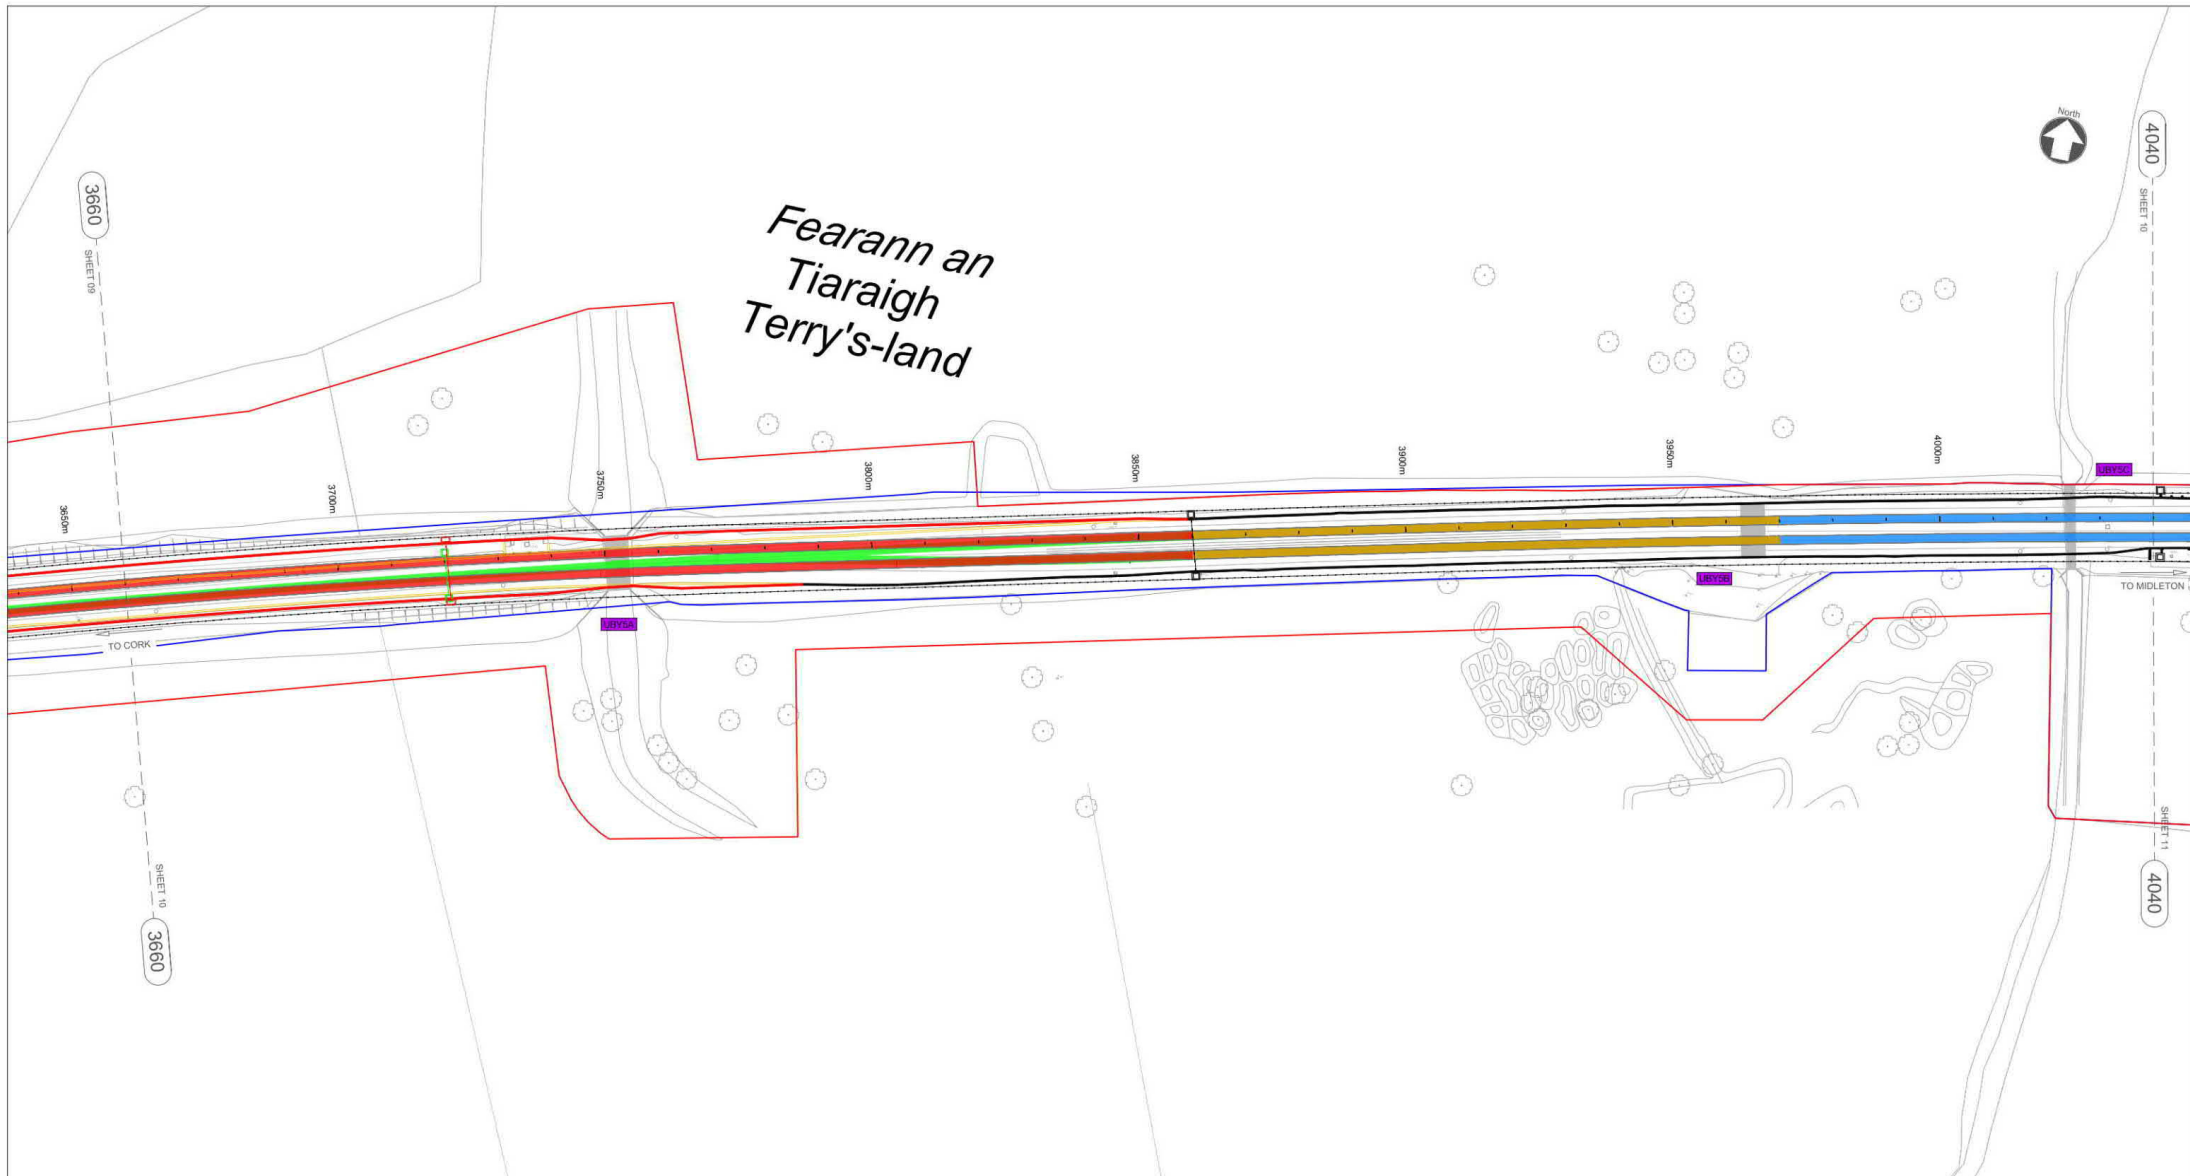 North
4040
SHEET 10
3660
SHEET 09
Fearann an
Tiaraigh
Terry's-land
3650m
3700m
3750m
3800m
3850m
3900m
3950m
4000m
UBY5C
UBY5B
UBY5A
TO CORK
TO MIDLETON
SHEET 10
3660
SHEET 11
4040